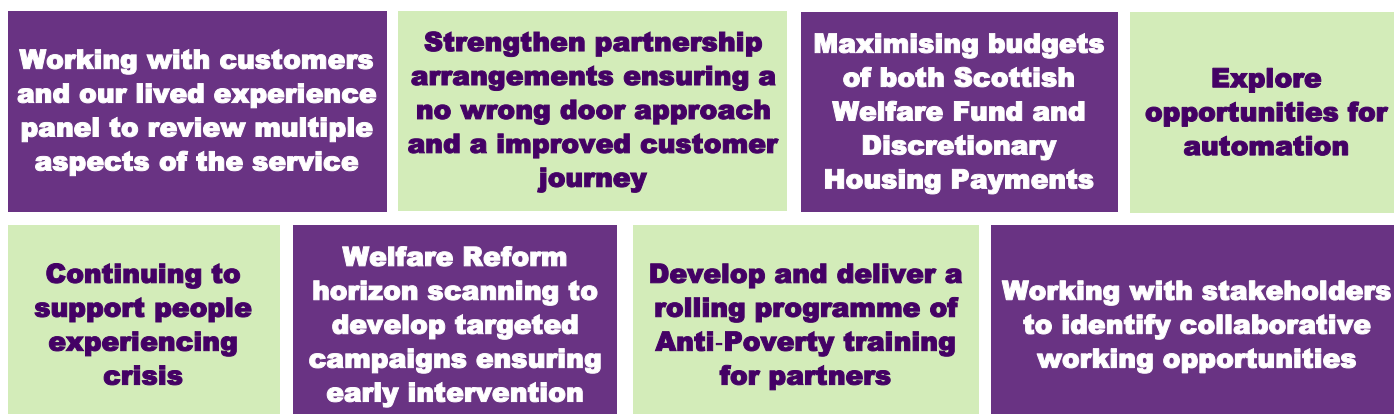 Working with customers
and our lived experience
panel to review multiple
aspects of the service
Strengthen partnership
arrangements ensuring a
no wrong door approach
and a improved customer
journey
Maximising budgets
of both Scottish
Welfare Fund and
Discretionary
Housing Payments
Explore
opportunities for
automation
Continuing to
support people
experiencing
crisis
Welfare Reform
horizon scanning to
develop targeted
campaigns ensuring
early intervention
Develop and deliver a
rolling programme of
Anti-Poverty training
for partners
Working with stakeholders
to identify collaborative
working opportunities